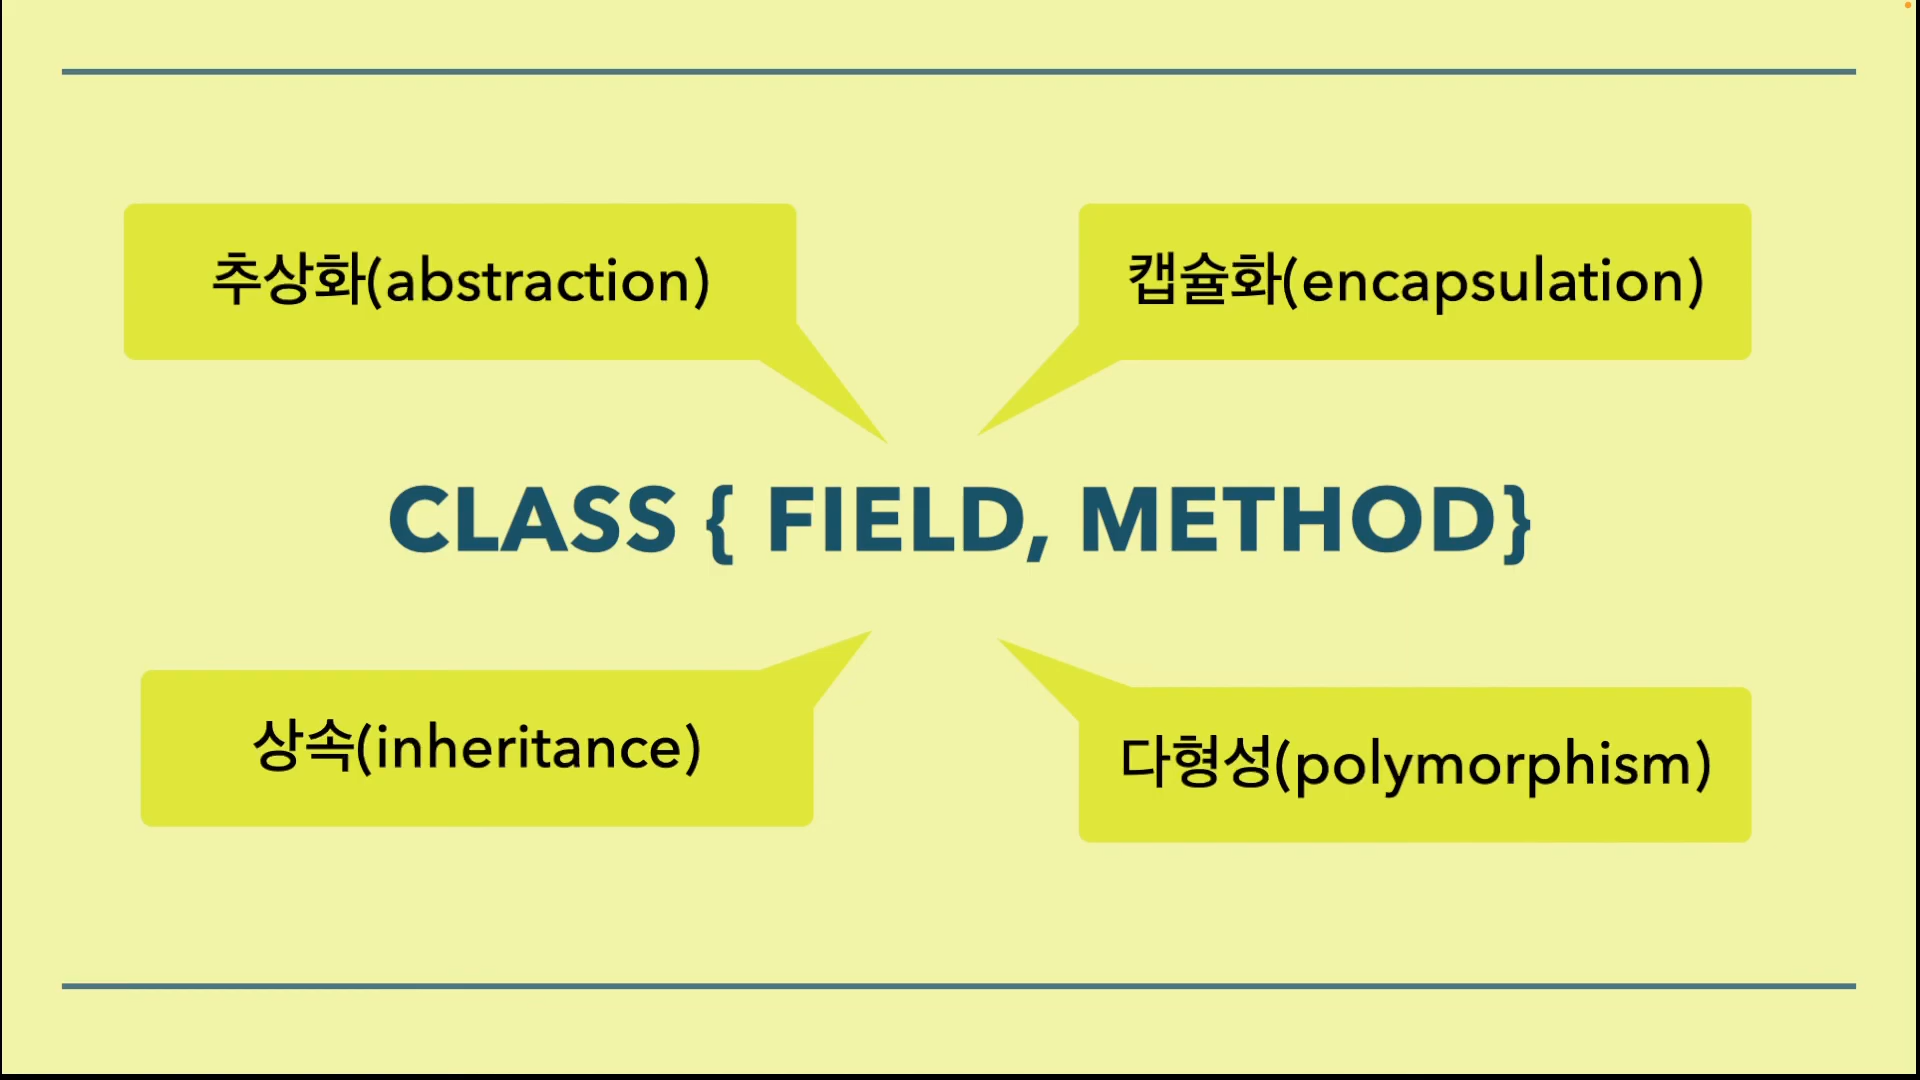 추상화(abstraction)
캡슐화(encapsulation)
CLASS { FIELD, METHOD}
상속(inheritance)
다형성(polymorphism)